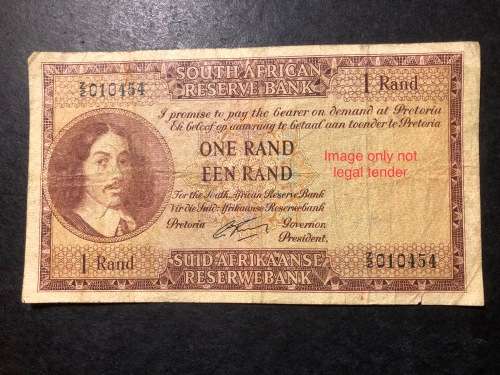 SOUTH AFRICAN
RESERVE BANK
1 Rand
Z/2 010454
I promise to pay the bearer on demand at Pretoria
Ek beloof op aanvraag te betaal aan toonder te Pretoria
ONE RAND
EEN RAND
Image only not
legal tender
For the South African Reserve Bank
Vir die Suid-Afrikaanse Reserwebank
Pretoria
Governor.
President.
1 Rand
010454
SUID-AFRIKAANSE
RESERWEBANK